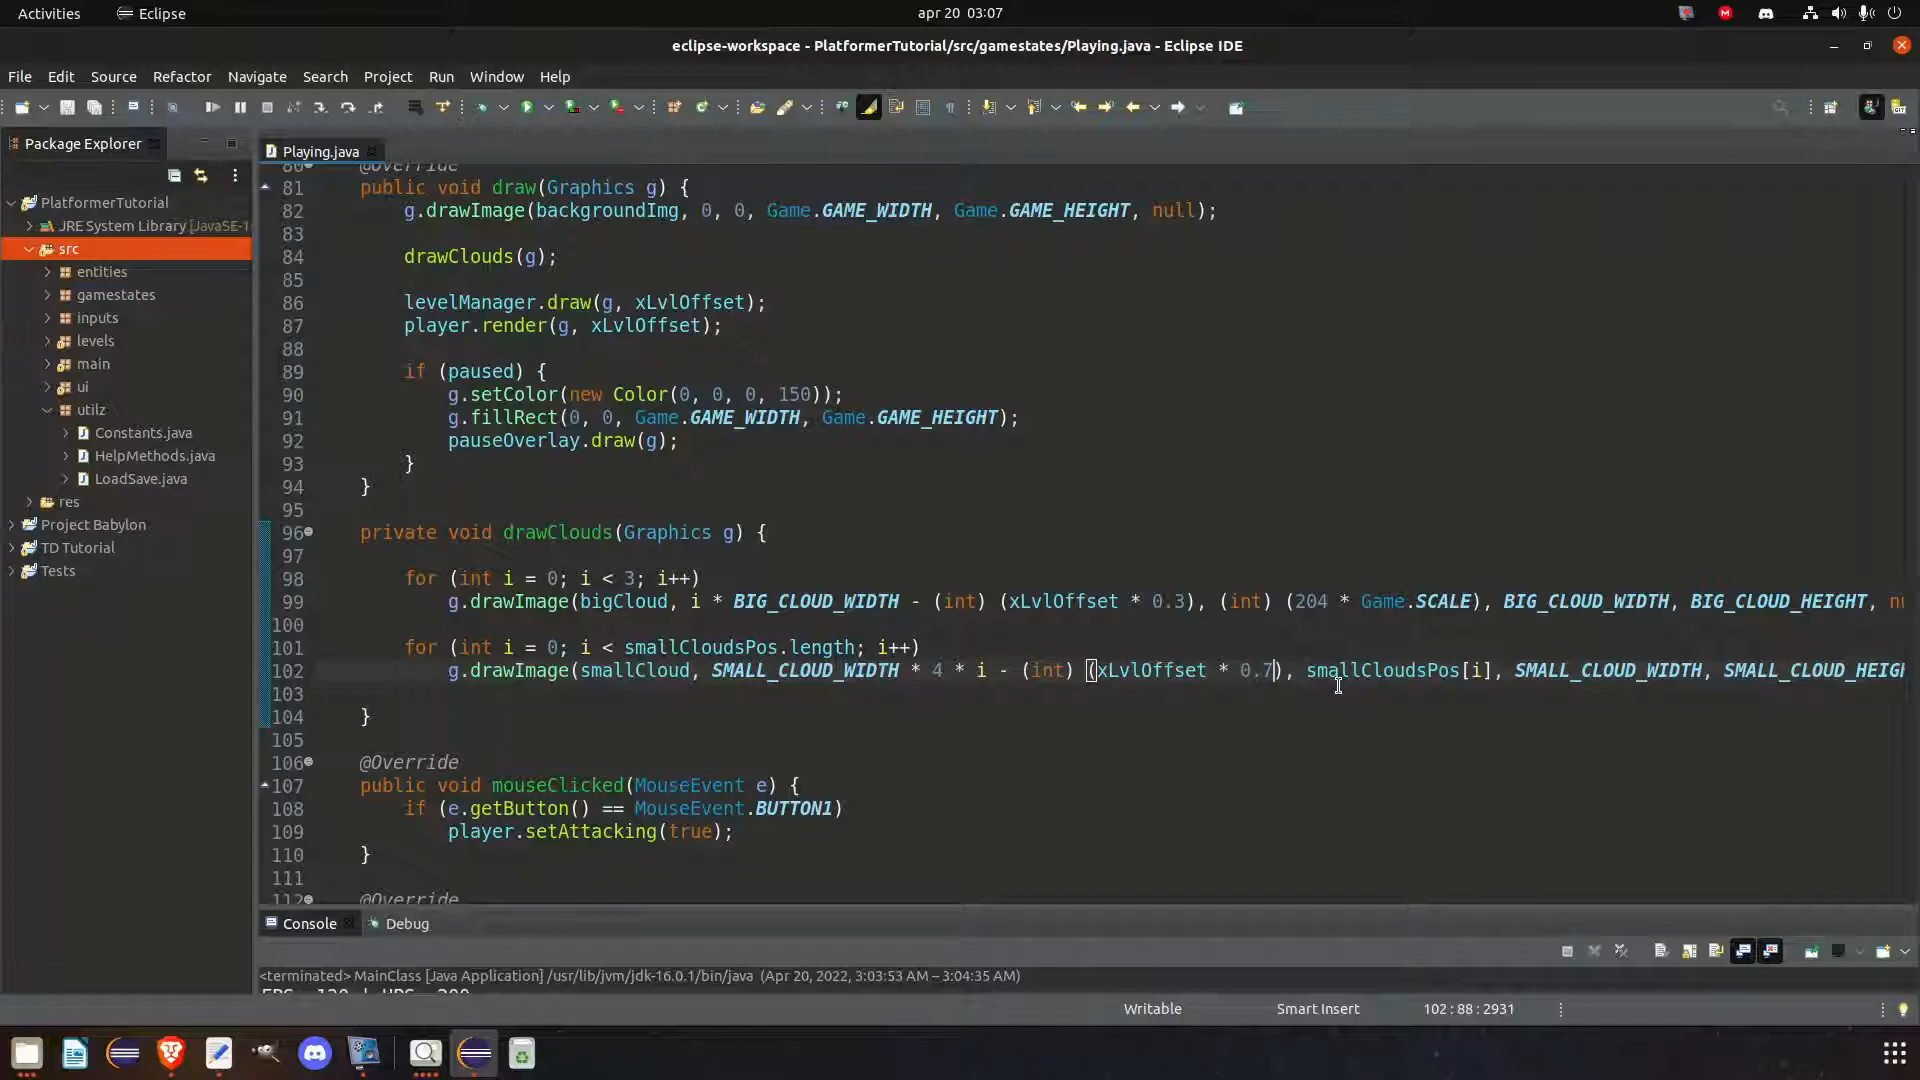 Activities
Eclipse
apr 20 03:07
eclipse-workspace - PlatformerTutorial/src/gamestates/Playing.java - Eclipse IDE
File Edit Source Refactor Navigate Search Project Run Window Help
Package Explorer
PlatformerTutorial
JRE System Library [JavaSE-1
src
entities
gamestates
inputs
levels
main
ui
utilz
Constants.java
HelpMethods.java
LoadSave.java
res
Project Babylon
TD Tutorial
Tests
Playing.java
80 @Override
81 public void draw(Graphics g) {
82 g.drawImage(backgroundImg, 0, 0, Game.GAME_WIDTH, Game.GAME_HEIGHT, null);
83
84 drawClouds(g);
85
86 levelManager.draw(g, xLvlOffset);
87 player.render(g, xLvlOffset);
88
89 if (paused) {
90 g.setColor(new Color(0, 0, 0, 150));
91 g.fillRect(0, 0, Game.GAME_WIDTH, Game.GAME_HEIGHT);
92 pauseOverlay.draw(g);
93 }
94 }
95
96 private void drawClouds(Graphics g) {
97
98 for (int i = 0; i < 3; i++)
99 g.drawImage(bigCloud, i * BIG_CLOUD_WIDTH - (int) (xLvlOffset * 0.3), (int) (204 * Game.SCALE), BIG_CLOUD_WIDTH, BIG_CLOUD_HEIGHT, nu
100
101 for (int i = 0; i < smallCloudsPos.length; i++)
102 g.drawImage(smallCloud, SMALL_CLOUD_WIDTH * 4 * i - (int) (xLvlOffset * 0.7), smallCloudsPos[i], SMALL_CLOUD_WIDTH, SMALL_CLOUD_HEIGH
103
104 }
105
106 @Override
107 public void mouseClicked(MouseEvent e) {
108 if (e.getButton() == MouseEvent.BUTTON1)
109 player.setAttacking(true);
110 }
111
112 @Override
Console
Debug
<terminated> MainClass [Java Application] /usr/lib/jvm/jdk-16.0.1/bin/java (Apr 20, 2022, 3:03:53 AM – 3:04:35 AM)
Writable
Smart Insert
102 : 88 : 2931